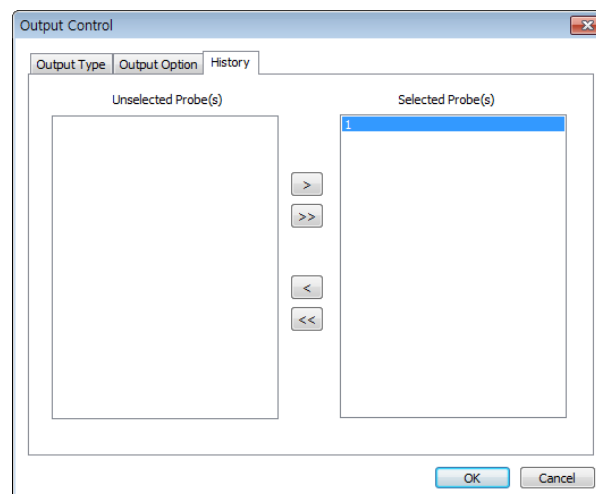 Output Control
Output Type Output Option History
Unselected Probe(s) Selected Probe(s)
1
>
>>
<
<<
OK Cancel